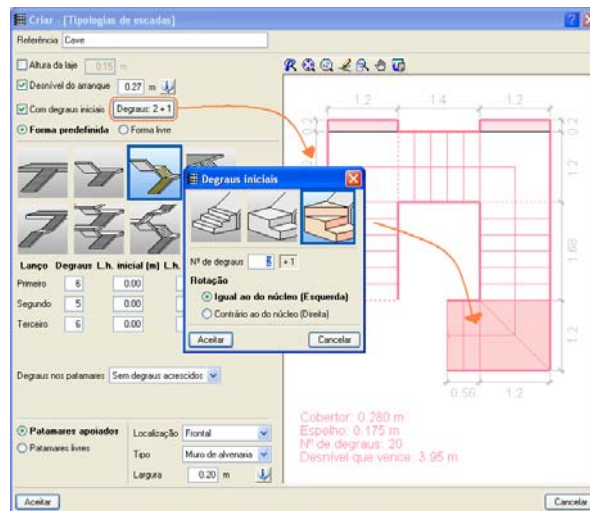 Criar - [Tipologias de escadas]
Referência Cave
Altura da laje 0.15 m
Desnível do arranque 0.27 m
Com degraus iniciais Degraus: 2 + 1
Forma predefinida Forma livre
Degraus iniciais
Nº de degraus + 1
Rotação
Igual ao do núcleo (Esquerda)
Contrário ao do núcleo (Direita)
Aceitar Cancelar
Lanço Degraus L.h. inicial (m) L.h.
Primeiro 6 0.00
Segundo 5 0.00
Terceiro 6 0.00
Degraus nos patamares Sem degraus acrescidos
Patamares apoiados
Patamares livres
Localização Frontal
Tipo Muro de alvenaria
Largura 0.20 m
1.2 1.4 1.2
0.2 0.2
1.2
1.68
1.2
0.56 1.2
Cobertor: 0.280 m
Espelho: 0.175 m
Nº de degraus: 20
Desnível que vence: 3.95 m
Aceitar Cancelar